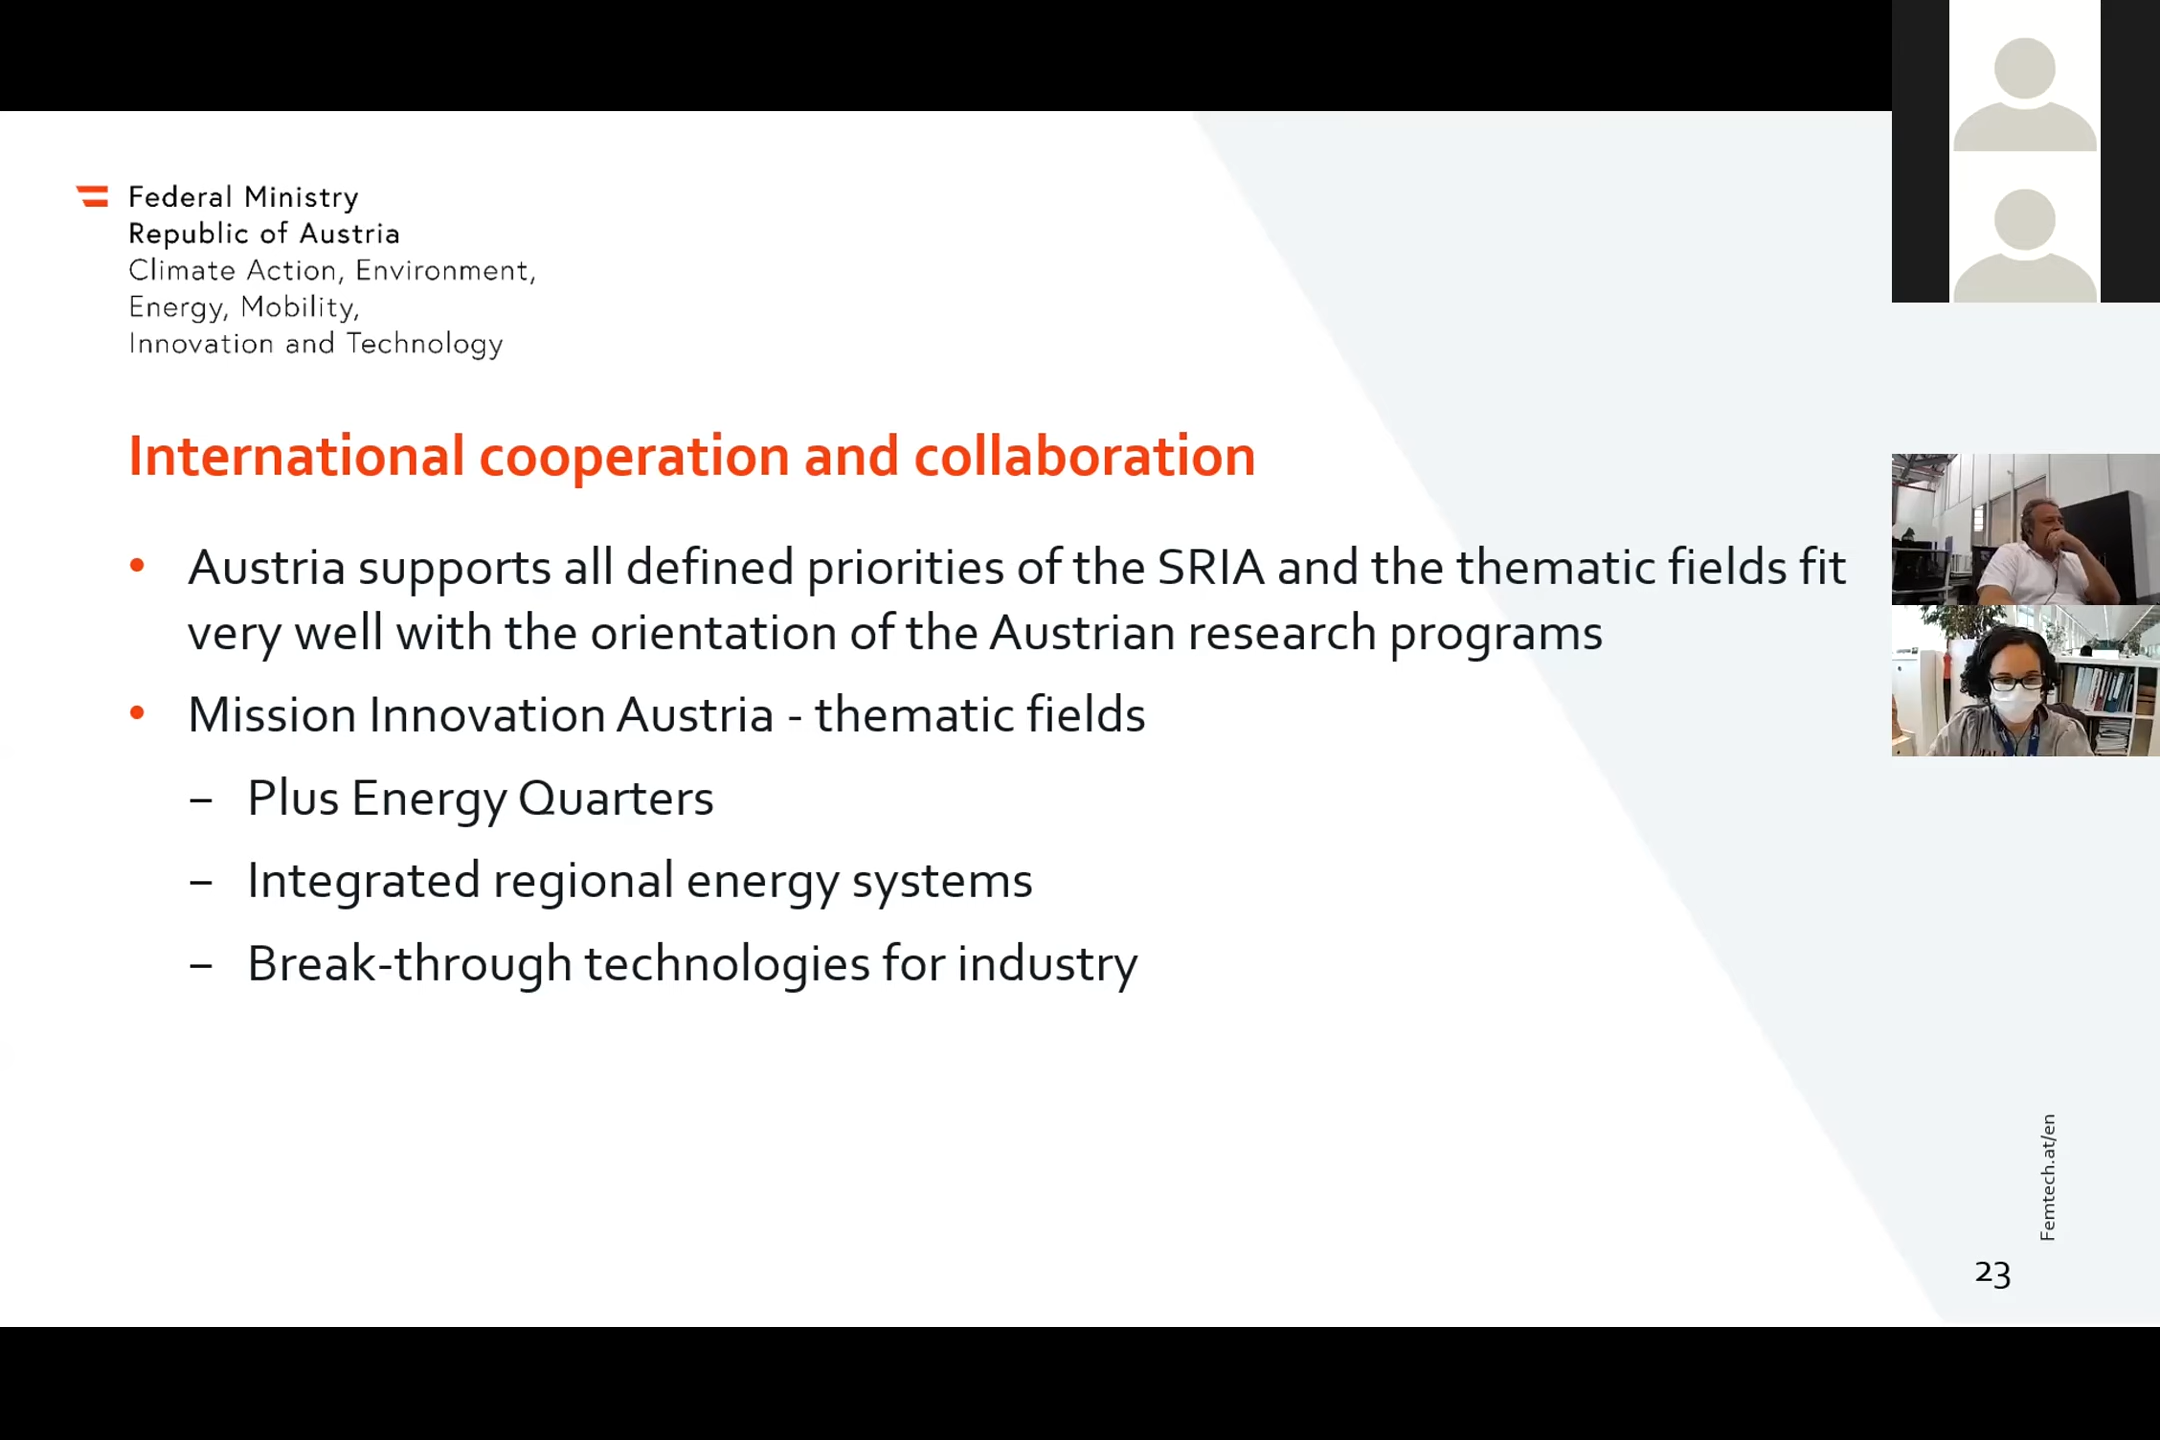 Federal Ministry
Republic of Austria
Climate Action, Environment,
Energy, Mobility,
Innovation and Technology
International cooperation and collaboration
• Austria supports all defined priorities of the SRIA and the thematic fields fit
very well with the orientation of the Austrian research programs
• Mission Innovation Austria - thematic fields
– Plus Energy Quarters
– Integrated regional energy systems
– Break-through technologies for industry
Femtech.at/en
23